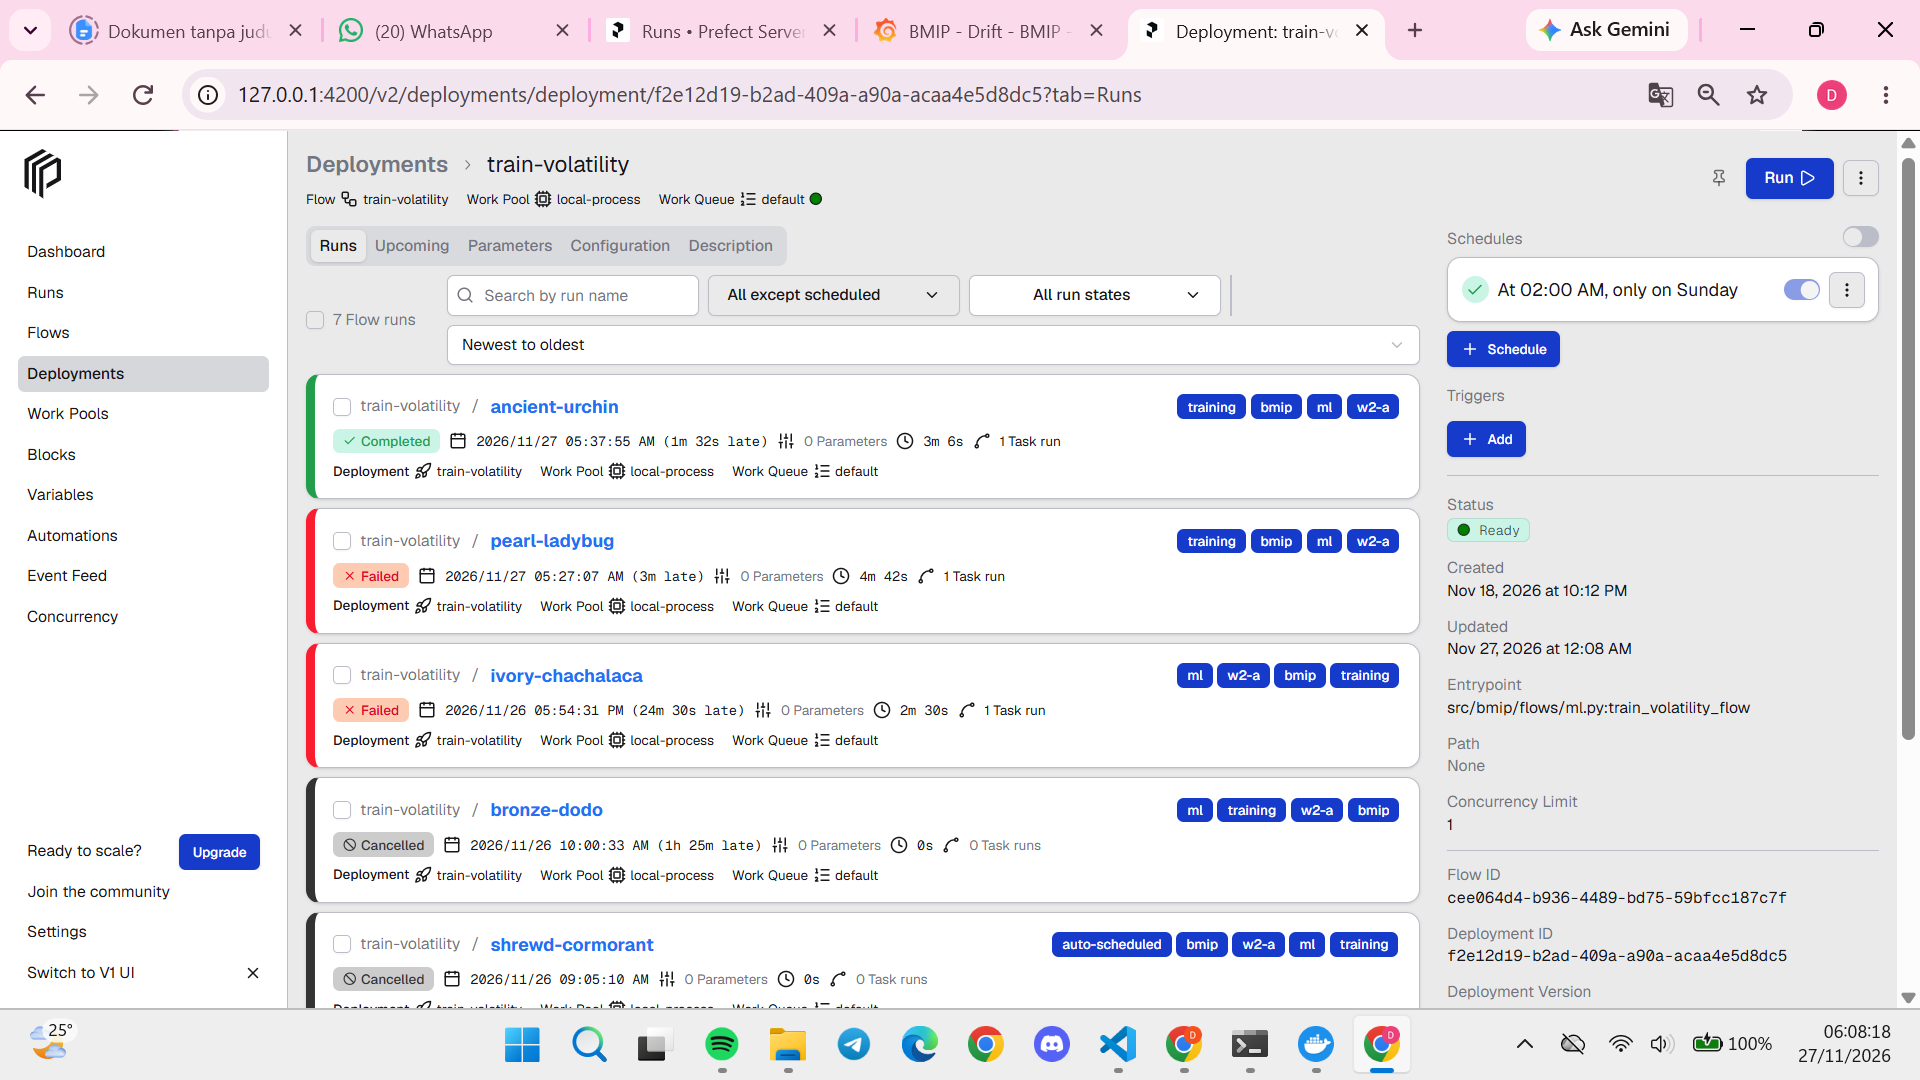 Dokumen tanpa judu
(20) WhatsApp
Runs • Prefect Server
BMIP - Drift - BMIP -
Deployment: train-vo
Ask Gemini
127.0.0.1:4200/v2/deployments/deployment/f2e12d19-b2ad-409a-a90a-acaa4e5d8dc5?tab=Runs
D
Dashboard
Runs
Flows
Deployments
Work Pools
Blocks
Variables
Automations
Event Feed
Concurrency
Ready to scale?
Upgrade
Join the community
Settings
Switch to V1 UI
Deployments > train-volatility
Flow train-volatility Work Pool local-process Work Queue default
Run
Runs Upcoming Parameters Configuration Description
7 Flow runs
Search by run name
All except scheduled
All run states
Newest to oldest
train-volatility / ancient-urchin
training bmip ml w2-a
Completed 2026/11/27 05:37:55 AM (1m 32s late) 0 Parameters 3m 6s 1 Task run
Deployment train-volatility Work Pool local-process Work Queue default
train-volatility / pearl-ladybug
training bmip ml w2-a
Failed 2026/11/27 05:27:07 AM (3m late) 0 Parameters 4m 42s 1 Task run
Deployment train-volatility Work Pool local-process Work Queue default
train-volatility / ivory-chachalaca
ml w2-a bmip training
Failed 2026/11/26 05:54:31 PM (24m 30s late) 0 Parameters 2m 30s 1 Task run
Deployment train-volatility Work Pool local-process Work Queue default
train-volatility / bronze-dodo
ml training w2-a bmip
Cancelled 2026/11/26 10:00:33 AM (1h 25m late) 0 Parameters 0s 0 Task runs
Deployment train-volatility Work Pool local-process Work Queue default
train-volatility / shrewd-cormorant
auto-scheduled bmip w2-a ml training
Cancelled 2026/11/26 09:05:10 AM 0 Parameters 0s 0 Task runs
Schedules
At 02:00 AM, only on Sunday
+ Schedule
Triggers
+ Add
Status
Ready
Created
Nov 18, 2026 at 10:12 PM
Updated
Nov 27, 2026 at 12:08 AM
Entrypoint
src/bmip/flows/ml.py:train_volatility_flow
Path
None
Concurrency Limit
1
Flow ID
cee064d4-b936-4489-bd75-59bfcc187c7f
Deployment ID
f2e12d19-b2ad-409a-a90a-acaa4e5d8dc5
Deployment Version
25°
100%
06:08:18
27/11/2026